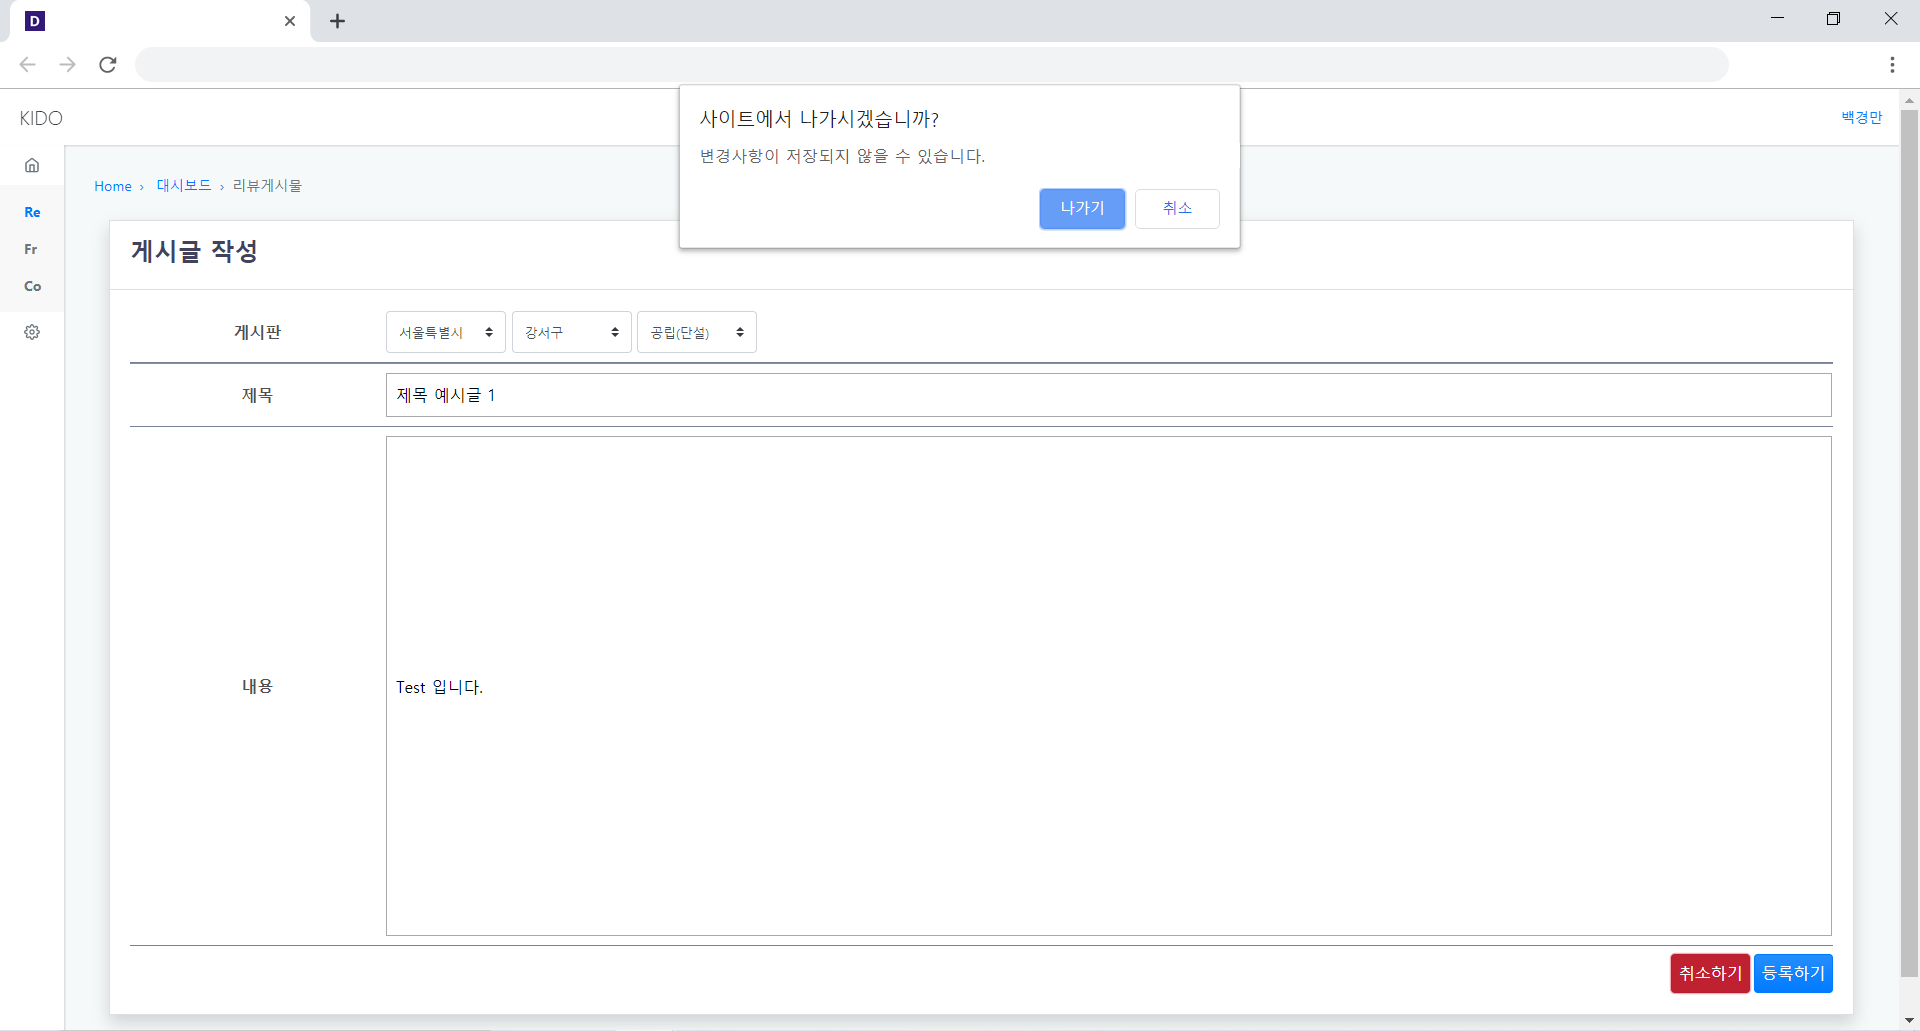 D
KIDO
백경만
사이트에서 나가시겠습니까?
변경사항이 저장되지 않을 수 있습니다.
나가기 취소
Home › 대시보드 › 리뷰게시물
Re
Fr
Co
게시글 작성
게시판 서울특별시 강서구 공립(단설)
제목 제목 예시글 1
내용 Test 입니다.
취소하기 등록하기